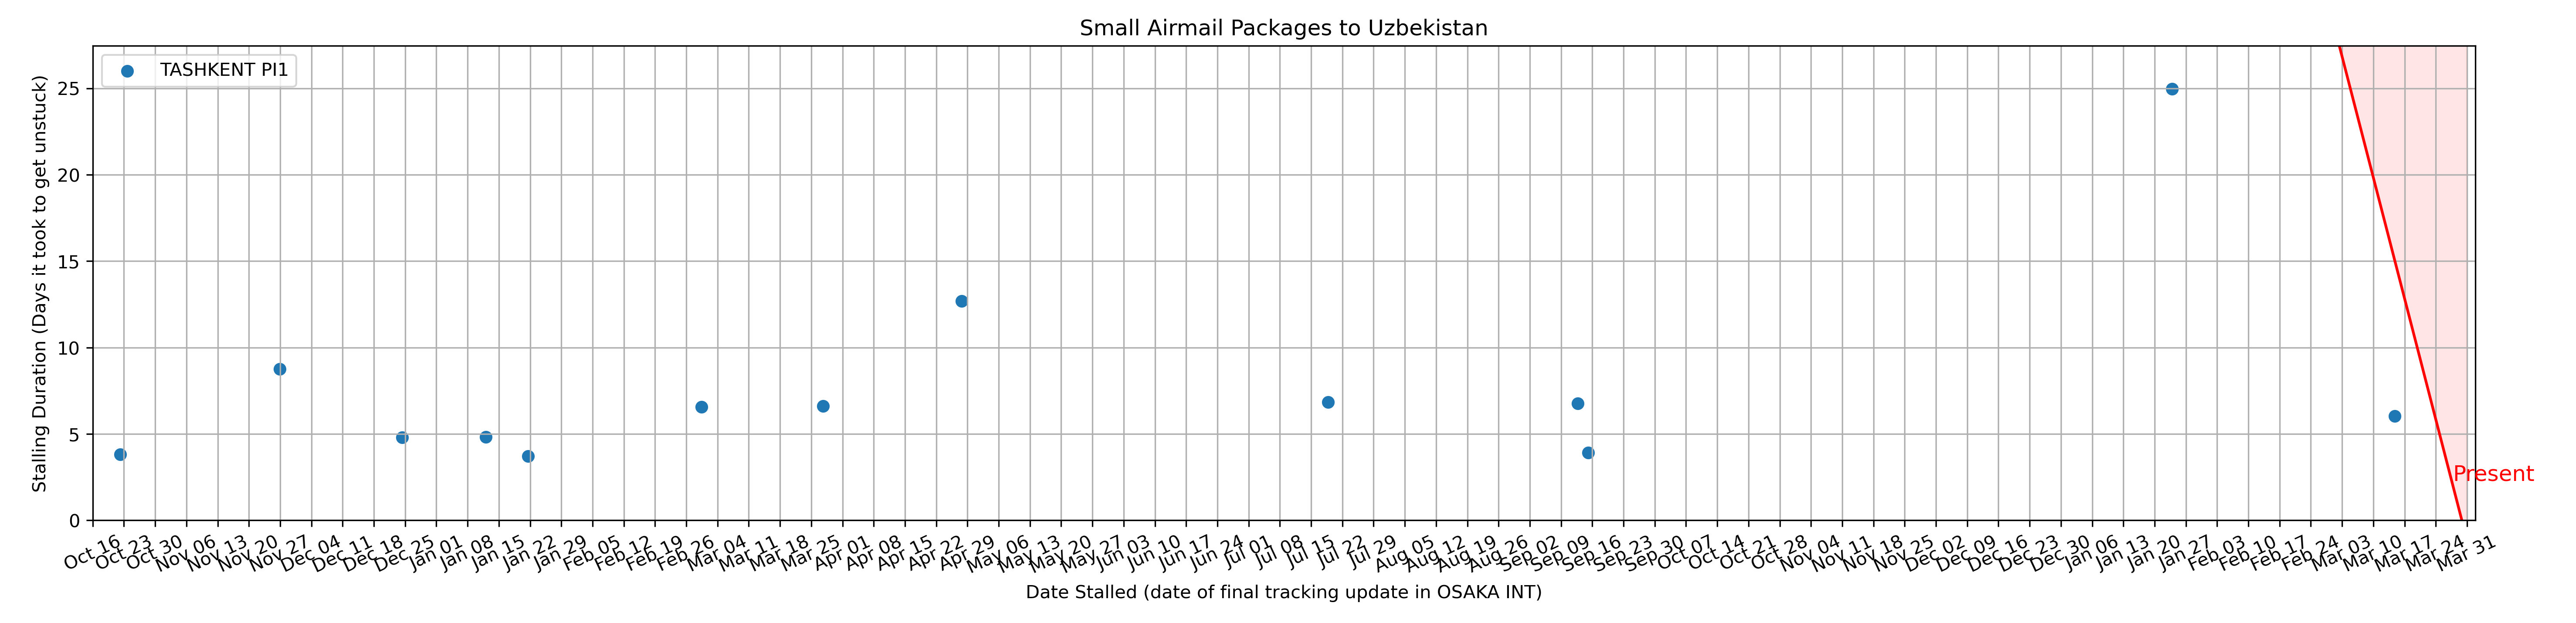 Small Airmail Packages to Uzbekistan
TASHKENT PI1
Stalling Duration (Days it took to get unstuck)
25
20
15
10
5
0
Present
Oct 16 Oct 23 Oct 30 Nov 06 Nov 13 Nov 20 Nov 27 Dec 04 Dec 11 Dec 18 Dec 25 Jan 01 Jan 08 Jan 15 Jan 22 Jan 29 Feb 05 Feb 12 Feb 19 Feb 26 Mar 04 Mar 11 Mar 18 Mar 25 Apr 01 Apr 08 Apr 15 Apr 22 Apr 29 May 06 May 13 May 20 May 27 Jun 03 Jun 10 Jun 17 Jun 24 Jul 01 Jul 08 Jul 15 Jul 22 Jul 29 Aug 05 Aug 12 Aug 19 Aug 26 Sep 02 Sep 09 Sep 16 Sep 23 Sep 30 Oct 07 Oct 14 Oct 21 Oct 28 Nov 04 Nov 11 Nov 18 Nov 25 Dec 02 Dec 09 Dec 16 Dec 23 Dec 30 Jan 06 Jan 13 Jan 20 Jan 27 Feb 03 Feb 10 Feb 17 Feb 24 Mar 03 Mar 10 Mar 17 Mar 24 Mar 31
Date Stalled (date of final tracking update in OSAKA INT)